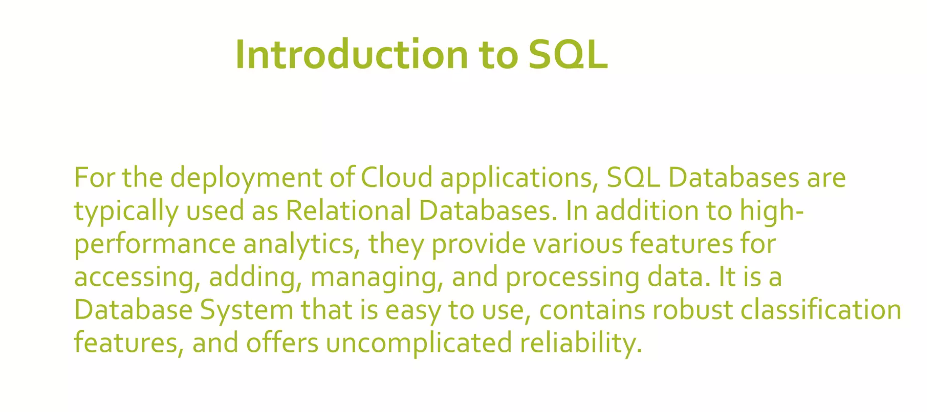 Introduction to SQL
For the deployment of Cloud applications, SQL Databases are
typically used as Relational Databases. In addition to high-
performance analytics, they provide various features for
accessing, adding, managing, and processing data. It is a
Database System that is easy to use, contains robust classification
features, and offers uncomplicated reliability.